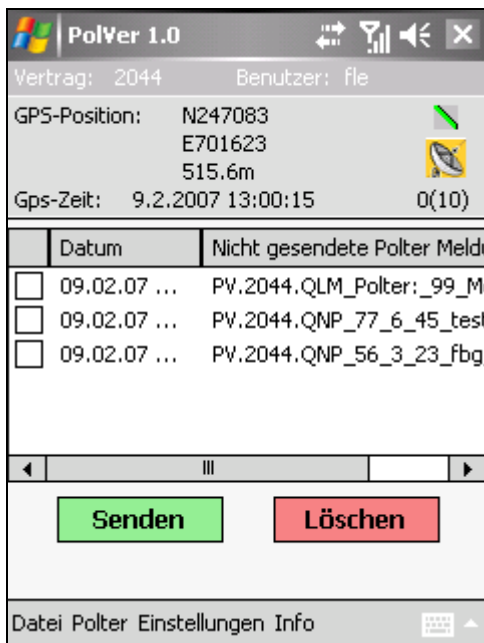 PolVer 1.0
Vertrag: 2044 Benutzer: fle
GPS-Position: N247083
E701623
515.6m
Gps-Zeit: 9.2.2007 13:00:15 0(10)
Datum Nicht gesendete Polter Meldu
09.02.07 ... PV.2044.QLM_Polter:_99_M
09.02.07 ... PV.2044.QNP_77_6_45_test
09.02.07 ... PV.2044.QNP_56_3_23_fbg_
Senden Löschen
Datei Polter Einstellungen Info